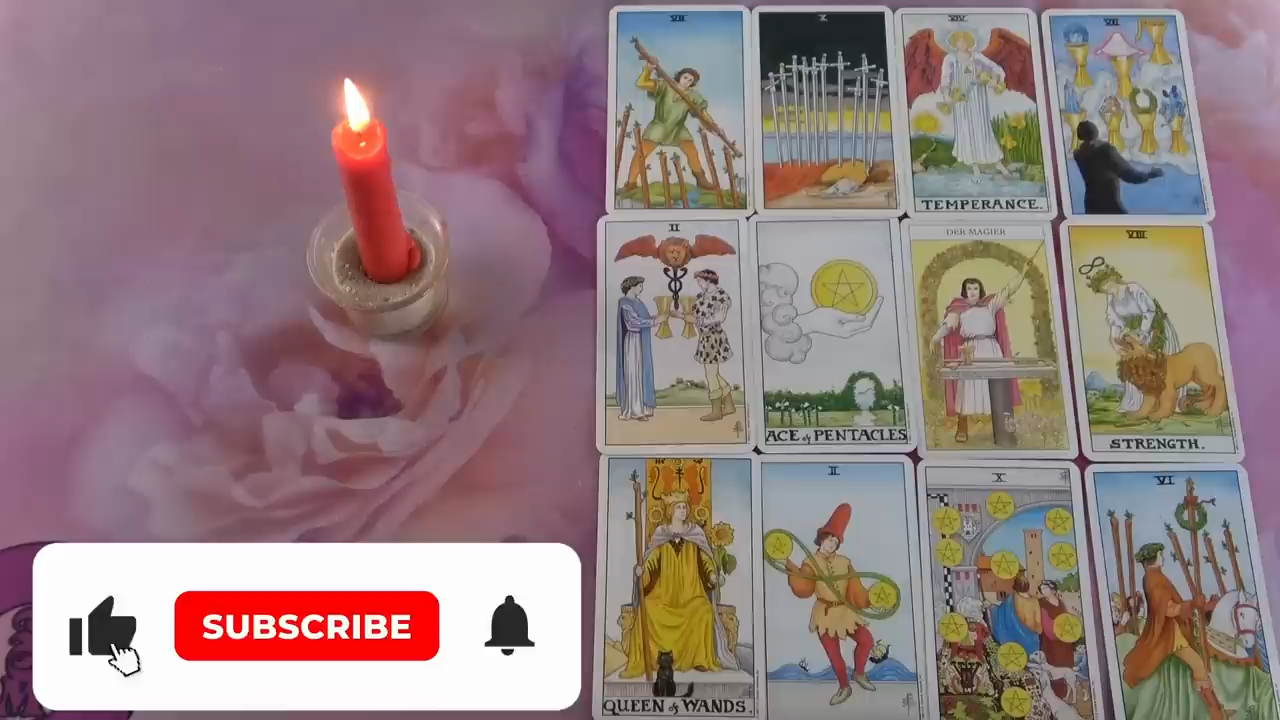 VII
X
XIV
VII
TEMPERANCE.
II
DER MAGIER
VIII
ACE of PENTACLES
STRENGTH.
II
X
VI
QUEEN of WANDS.
SUBSCRIBE